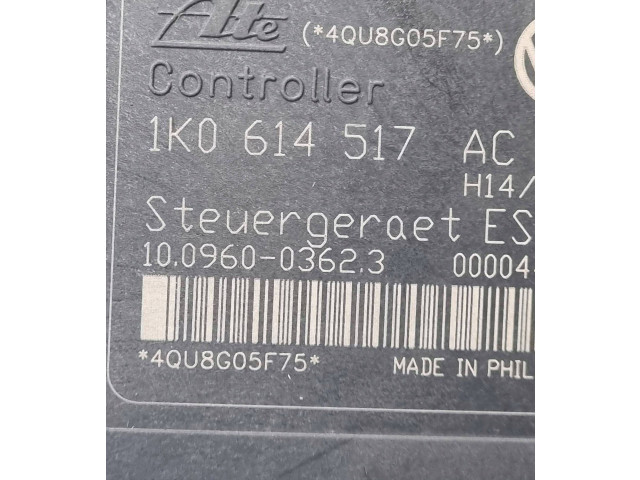 Ate (*4QU8G05F75*)
Controller
1K0 614 517 AC
H14/
Steuergeraet ES
10.0960-0362.3 00004
*4QU8G05F75* MADE IN PHIL